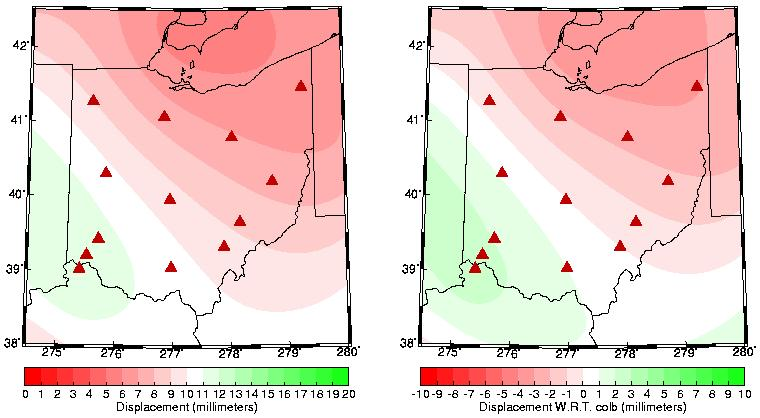 42°
41°
40°
39°
38°
275° 276° 277° 278° 279° 280°
0 1 2 3 4 5 6 7 8 9 10 11 12 13 14 15 16 17 18 19 20
Displacement (millimeters)
42°
41°
40°
39°
38°
275° 276° 277° 278° 279° 280°
-10 -9 -8 -7 -6 -5 -4 -3 -2 -1 0 1 2 3 4 5 6 7 8 9 10
Displacement W.R.T. colb (millimeters)